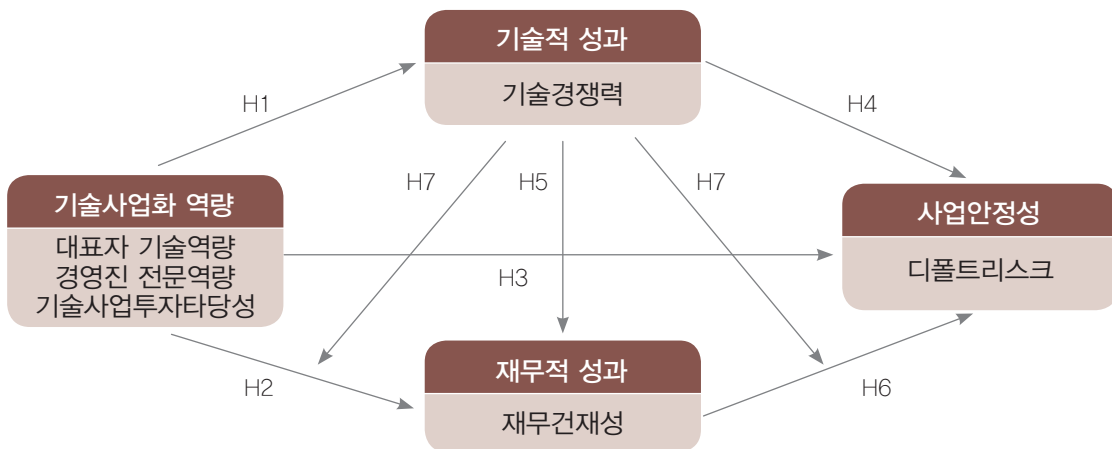 기술적 성과
기술경쟁력
H1
H4
H7
H5
H7
기술사업화 역량
대표자 기술역량
경영진 전문역량
기술사업투자타당성
사업안정성
디폴트리스크
H3
재무적 성과
재무건재성
H2
H6